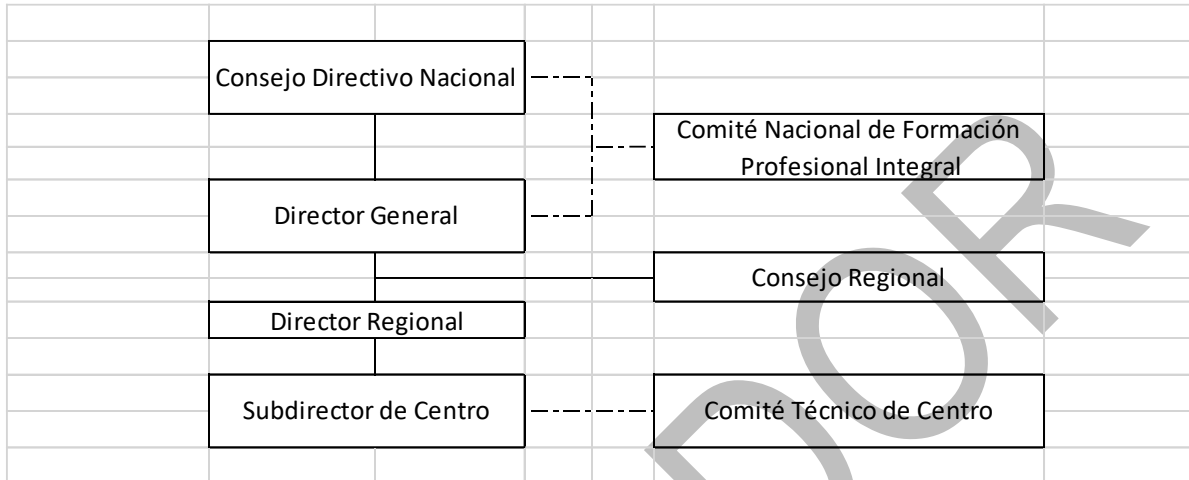 Consejo Directivo Nacional
Comité Nacional de Formación
Profesional Integral
Director General
Consejo Regional
Director Regional
Subdirector de Centro
Comité Técnico de Centro
DOR